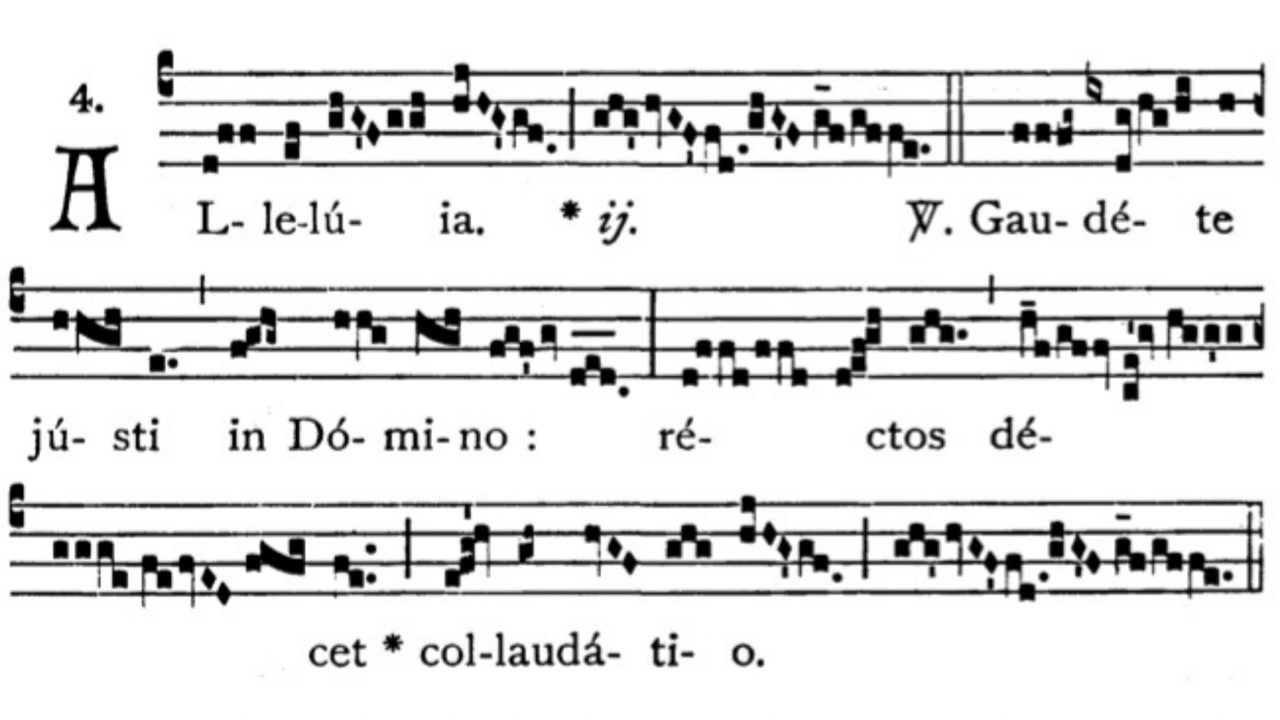 4.
AL- le-lú- ia. * ij. ℣. Gau- dé- te
jú- sti in Dó- mi- no : ré- ctos dé-
cet * col-laudá- ti- o.